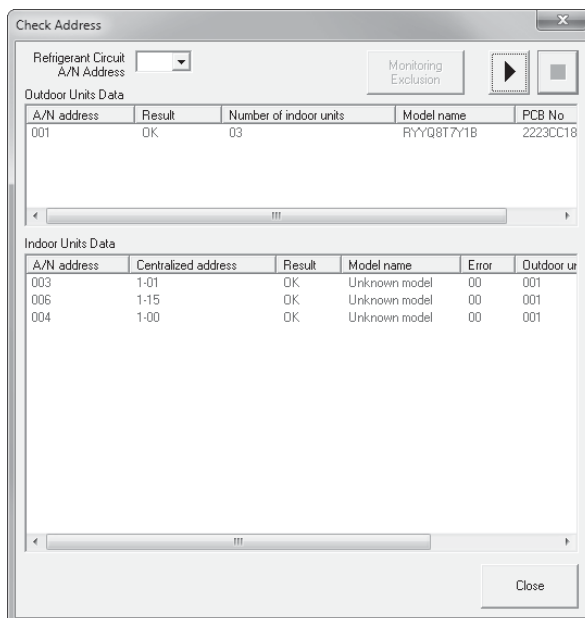 Check Address
Refrigerant Circuit
A/N Address
Monitoring
Exclusion
Outdoor Units Data
A/N address Result Number of indoor units Model name PCB No
001 OK 03 RYYQ8T7Y1B 2223CC18
Indoor Units Data
A/N address Centralized address Result Model name Error Outdoor un
003 1-01 OK Unknown model 00 001
006 1-15 OK Unknown model 00 001
004 1-00 OK Unknown model 00 001
Close